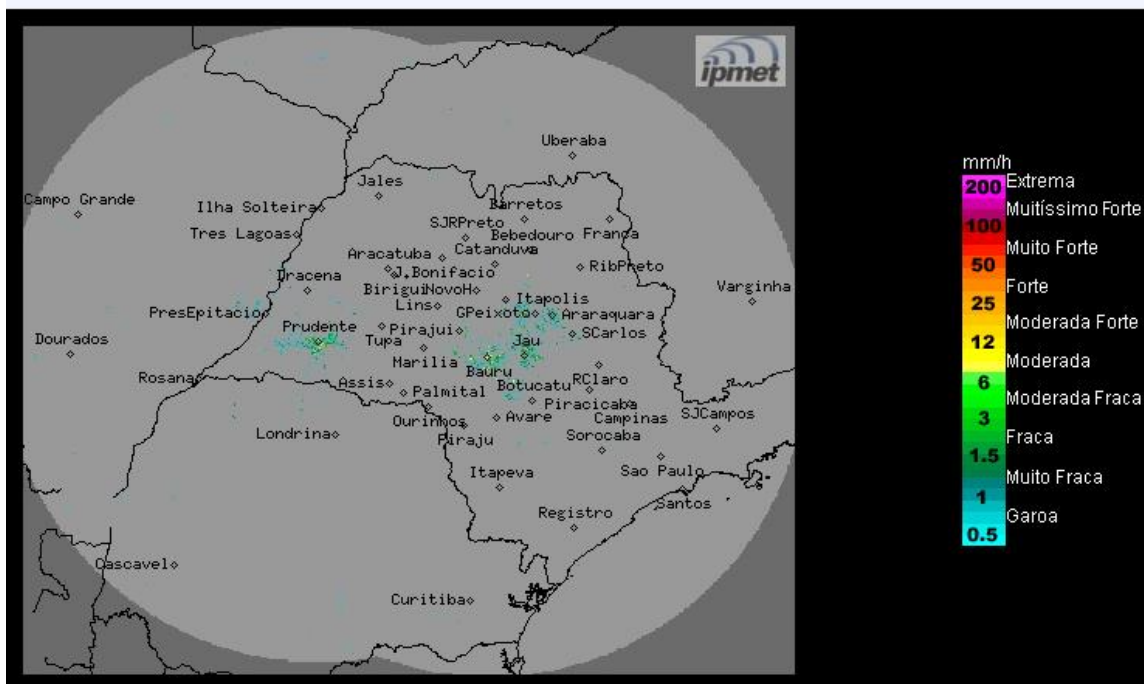 ipmet
Uberaba
Jales
Campo Grande
Ilha Solteira
Barretos
SJRPreto
Tres Lagoas
Bebedouro
Franca
Catanduva
Aracatuba
J.Bonifacio
RibPreto
Dracena
Birigui
NovoH
Varginha
Itapolis
Lins
PresEpitacio
GPeixoto
Araraquara
Prudente
Pirajui
SCarlos
Dourados
Tupa
Jau
Marilia
Bauru
Rosana
Assis
Botucatu
RClaro
Palmital
Piracicaba
Ourinhos
Avare
Campinas
SJCampos
Londrina
Piraju
Sorocaba
Itapeva
Sao Paulo
Santos
Registro
Cascavel
Curitiba
mm/h
200 Extrema
Muitíssimo Forte
100
Muito Forte
50
Forte
25
Moderada Forte
12
Moderada
6
Moderada Fraca
3
Fraca
1.5
Muito Fraca
1
Garoa
0.5